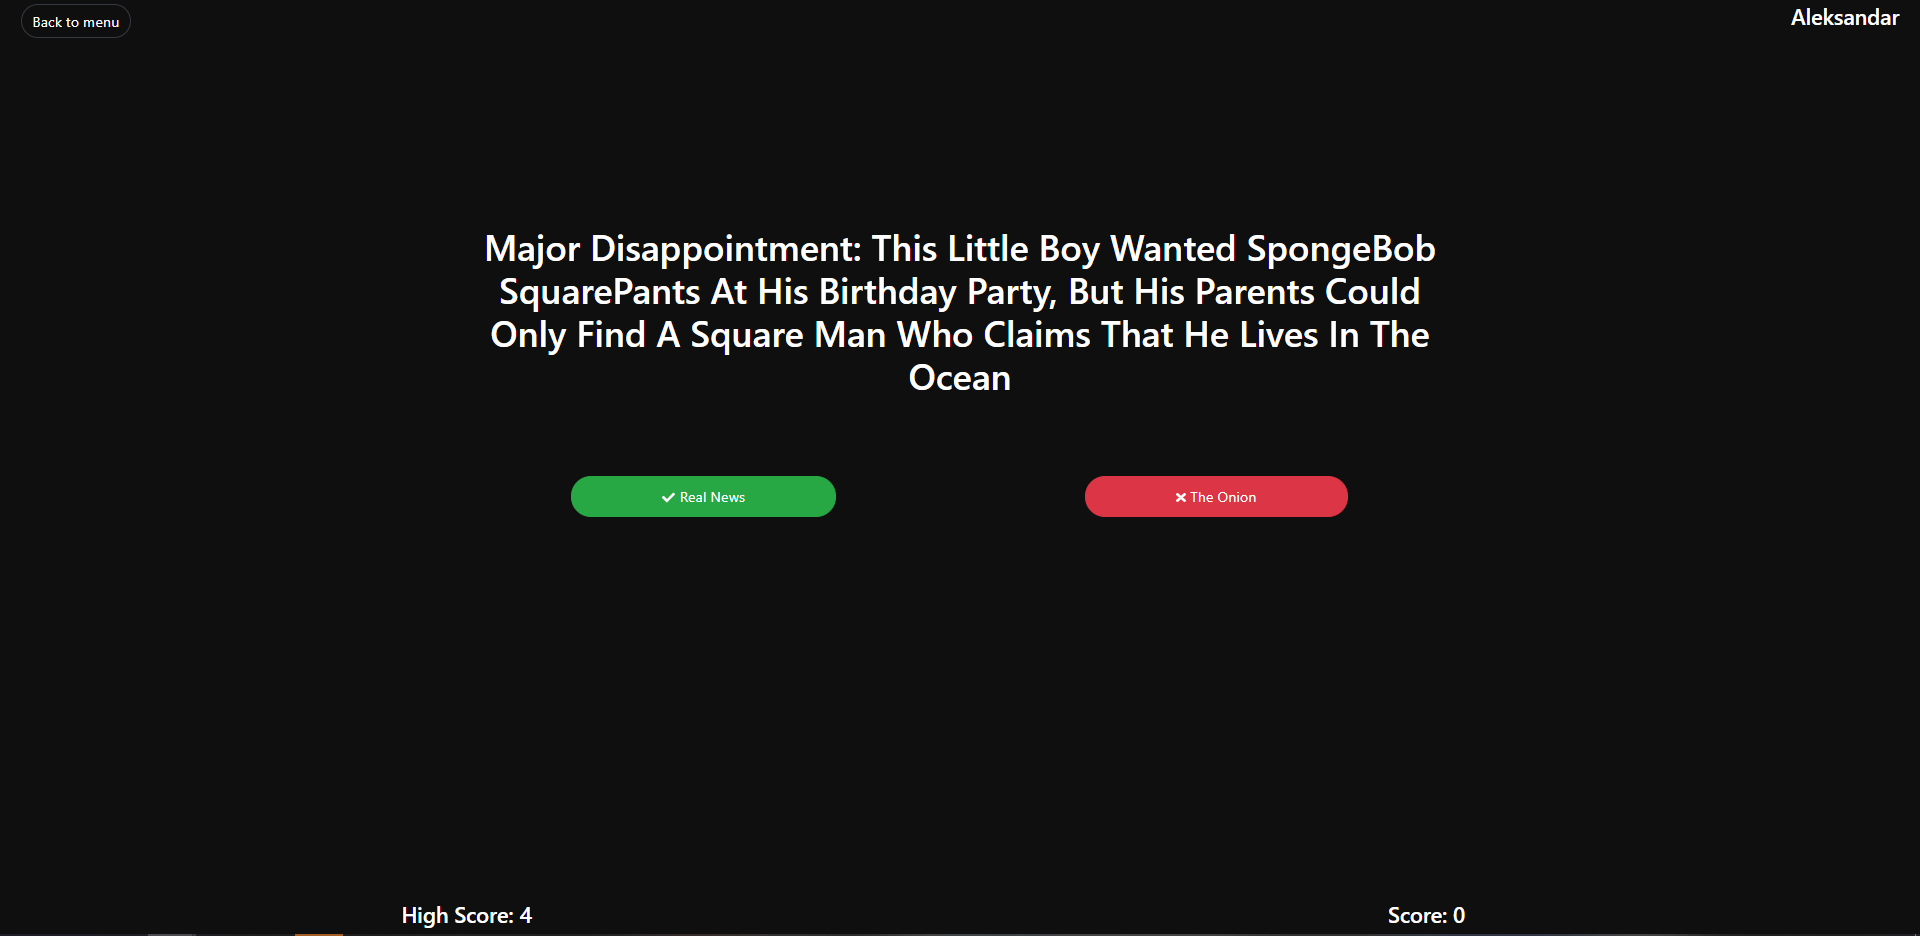 Back to menu
Aleksandar
Major Disappointment: This Little Boy Wanted SpongeBob
SquarePants At His Birthday Party, But His Parents Could
Only Find A Square Man Who Claims That He Lives In The
Ocean
Real News
The Onion
High Score: 4
Score: 0